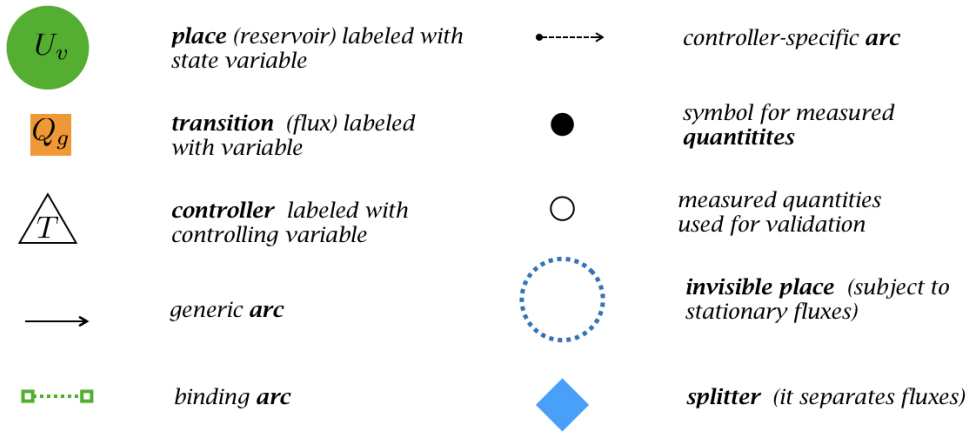 U_v
place (reservoir) labeled with
state variable
Q_g
transition (flux) labeled
with variable
T
controller labeled with
controlling variable
generic arc
binding arc
controller-specific arc
symbol for measured
quantitites
measured quantities
used for validation
invisible place (subject to
stationary fluxes)
splitter (it separates fluxes)